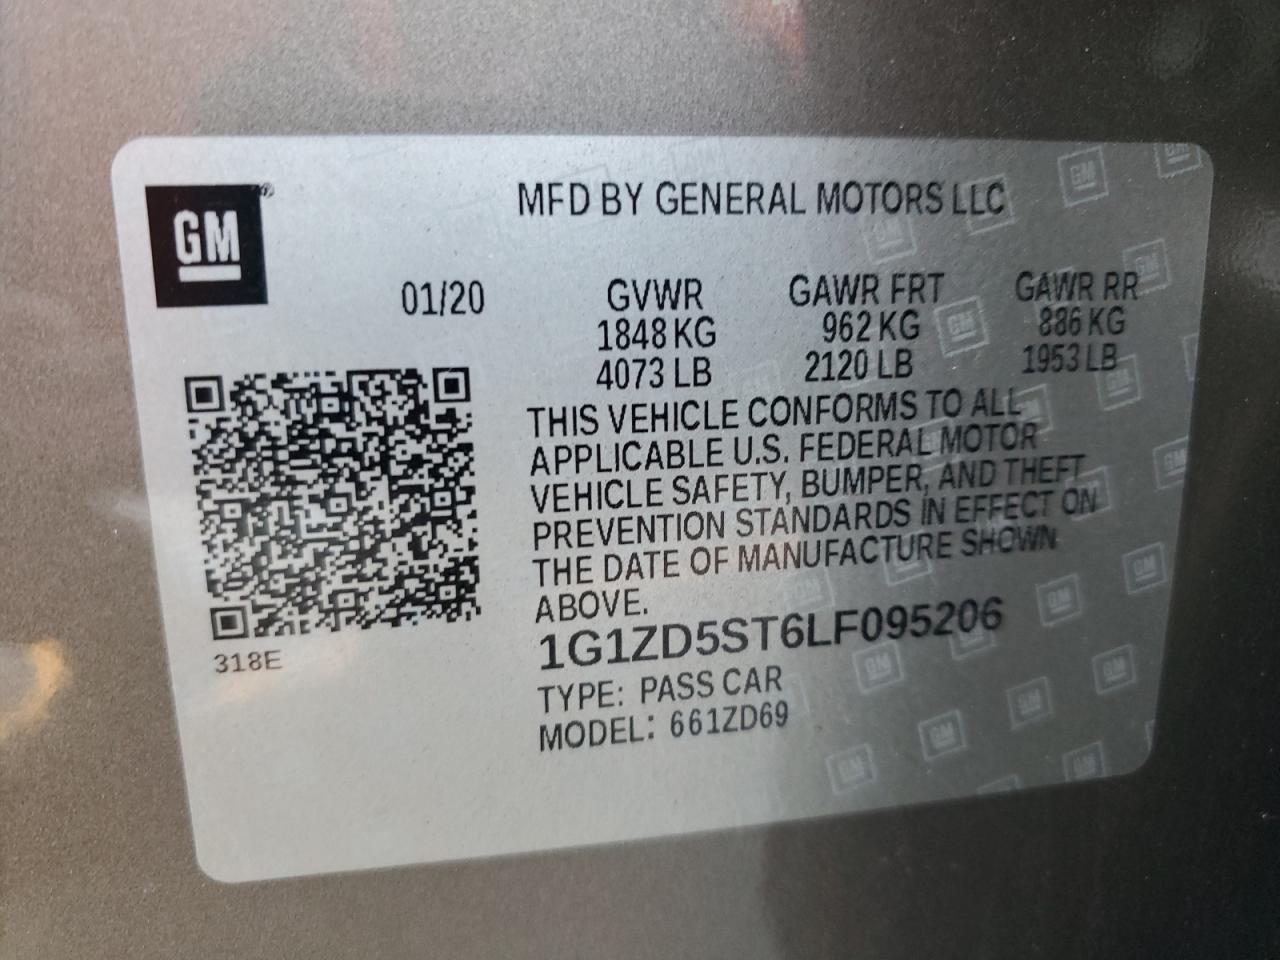 GM
®
MFD BY GENERAL MOTORS LLC
01/20
GVWR GAWR FRT GAWR RR
1848 KG 962 KG 886 KG
4073 LB 2120 LB 1953 LB
THIS VEHICLE CONFORMS TO ALL
APPLICABLE U.S. FEDERAL MOTOR
VEHICLE SAFETY, BUMPER, AND THEFT
PREVENTION STANDARDS IN EFFECT ON
THE DATE OF MANUFACTURE SHOWN
ABOVE.
1G1ZD5ST6LF095206
318E
TYPE: PASS CAR
MODEL: 661ZD69